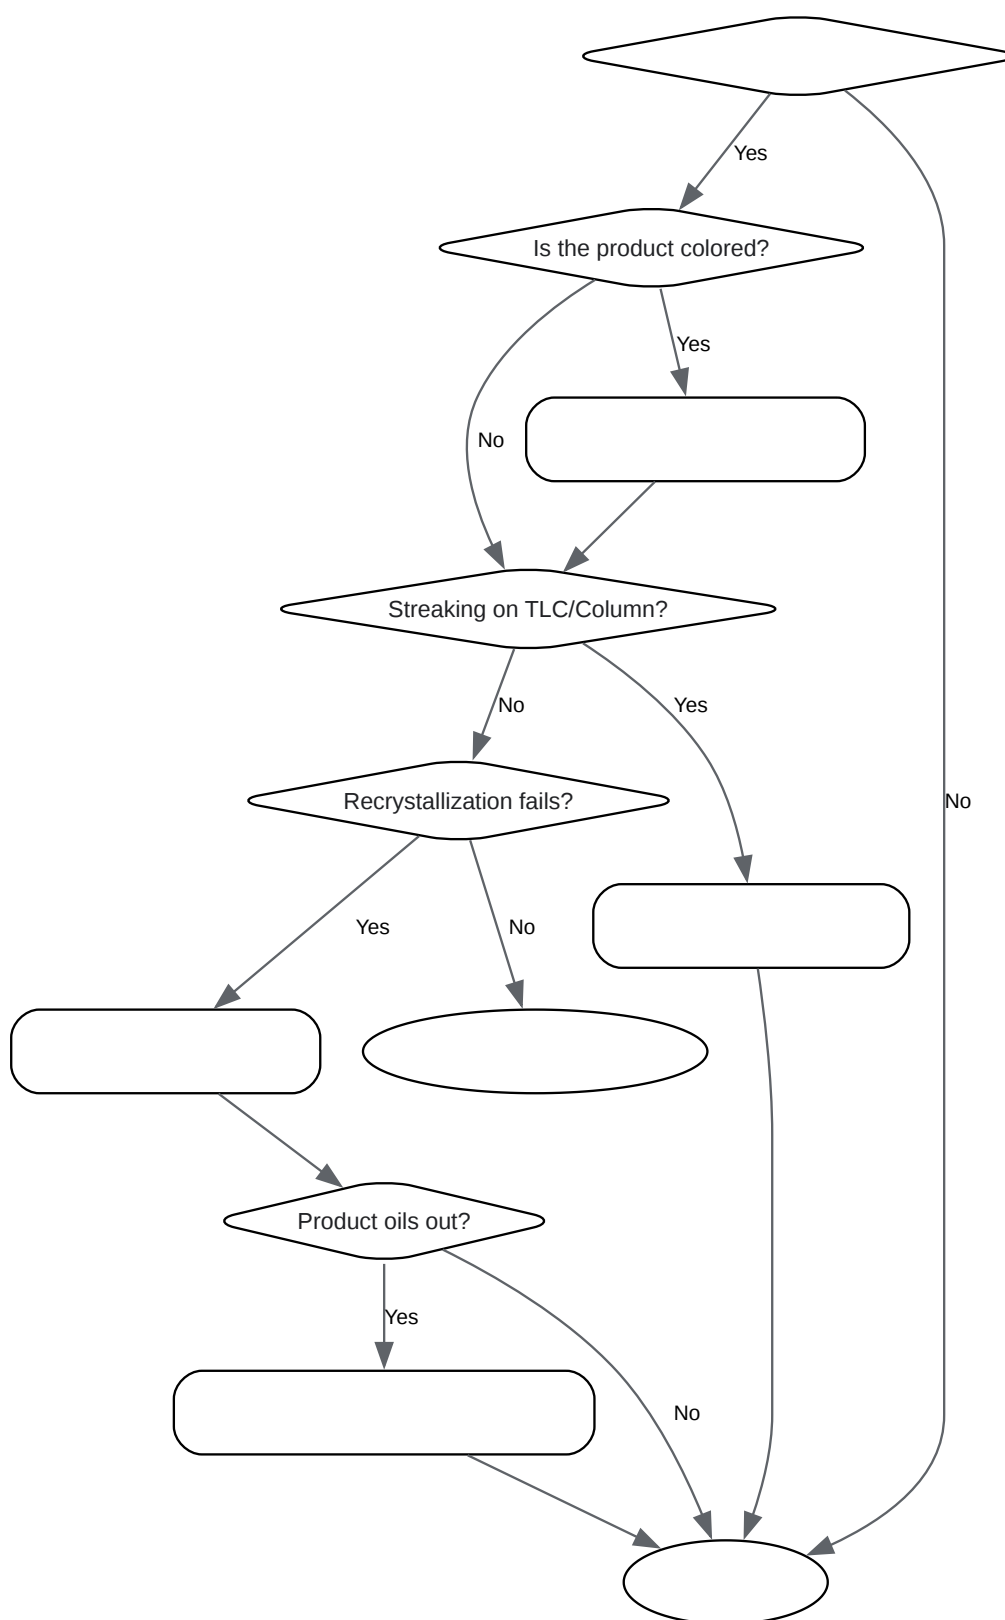 Yes
Is the product colored?
Yes
No
Streaking on TLC/Column?
No
Yes
Recrystallization fails?
No
Yes
No
Product oils out?
Yes
No